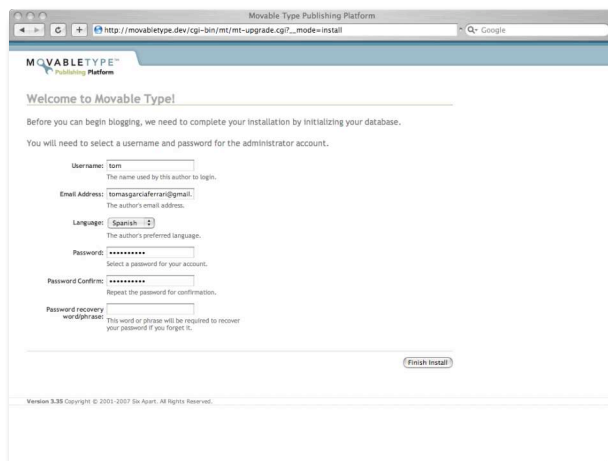 Movable Type Publishing Platform
http://movabletype.dev/cgi-bin/mt/mt-upgrade.cgi?__mode=install
Google
MOVABLETYPE™
Publishing Platform
Welcome to Movable Type!
Before you can begin blogging, we need to complete your installation by initializing your database.
You will need to select a username and password for the administrator account.
Username: tom
The name used by this author to login.
Email Address: tomasgarciaferrari@gmail.
The author's email address.
Language: Spanish
The author's preferred language.
Password: ••••••••••
Select a password for your account.
Password Confirm: ••••••••••
Repeat the password for confirmation.
Password recovery
word/phrase:
This word or phrase will be required to recover
your password if you forget it.
Finish Install
Version 3.35 Copyright © 2001-2007 Six Apart. All Rights Reserved.